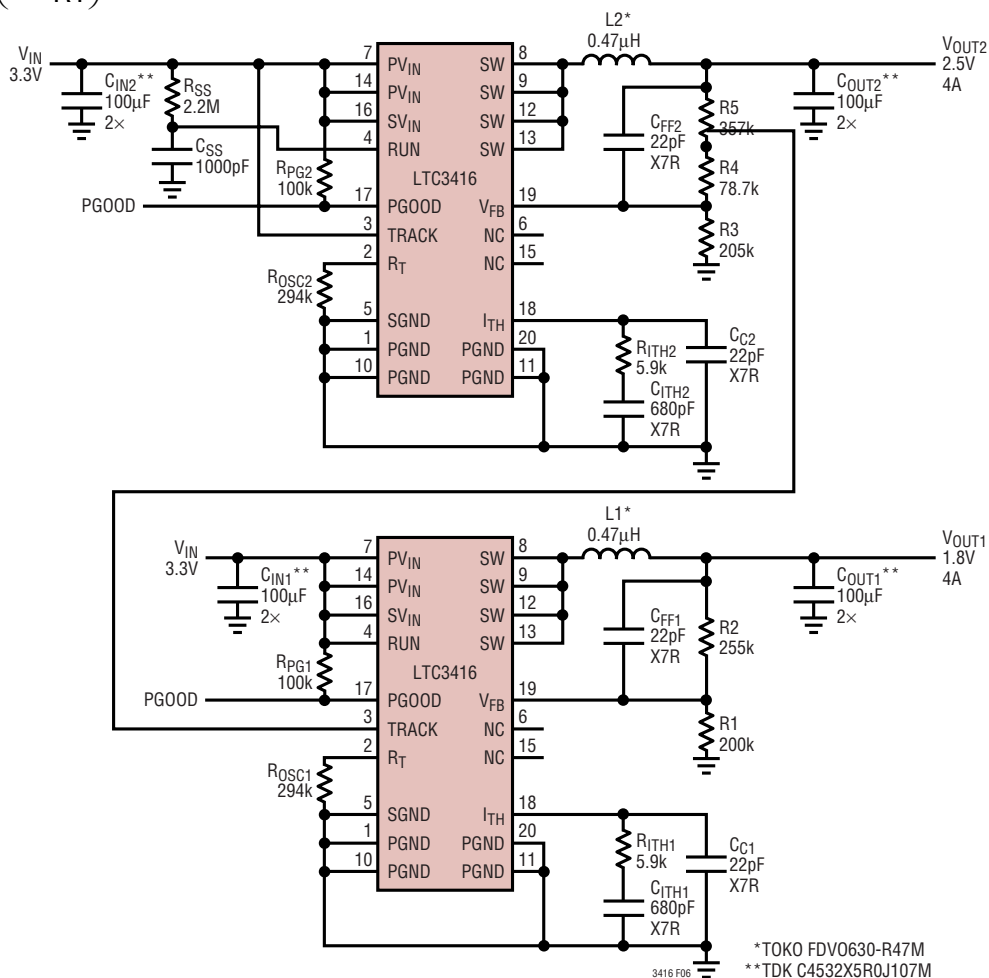 V_IN
3.3V
C_IN2**
100µF
2×
R_SS
2.2M
C_SS
1000pF
R_PG2
100k
PGOOD
R_OSC2
294k
7 PV_IN
14 PV_IN
16 SV_IN
4 RUN
LTC3416
17 PGOOD
3 TRACK
2 R_T
5 SGND
1 PGND
10 PGND
SW 8
SW 9
SW 12
SW 13
V_FB 19
NC 6
NC 15
I_TH 18
PGND 20
PGND 11
L2*
0.47µH
C_FF2
22pF
X7R
R5
357k
R4
78.7k
R3
205k
C_OUT2**
100µF
2×
V_OUT2
2.5V
4A
R_ITH2
5.9k
C_ITH2
680pF
X7R
C_C2
22pF
X7R
V_IN
3.3V
C_IN1**
100µF
2×
R_PG1
100k
PGOOD
R_OSC1
294k
7 PV_IN
14 PV_IN
16 SV_IN
4 RUN
LTC3416
17 PGOOD
3 TRACK
2 R_T
5 SGND
1 PGND
10 PGND
SW 8
SW 9
SW 12
SW 13
V_FB 19
NC 6
NC 15
I_TH 18
PGND 20
PGND 11
L1*
0.47µH
C_FF1
22pF
X7R
R2
255k
R1
200k
C_OUT1**
100µF
2×
V_OUT1
1.8V
4A
R_ITH1
5.9k
C_ITH1
680pF
X7R
C_C1
22pF
X7R
3416 F06
*TOKO FDVO630-R47M
**TDK C4532X5R0J107M